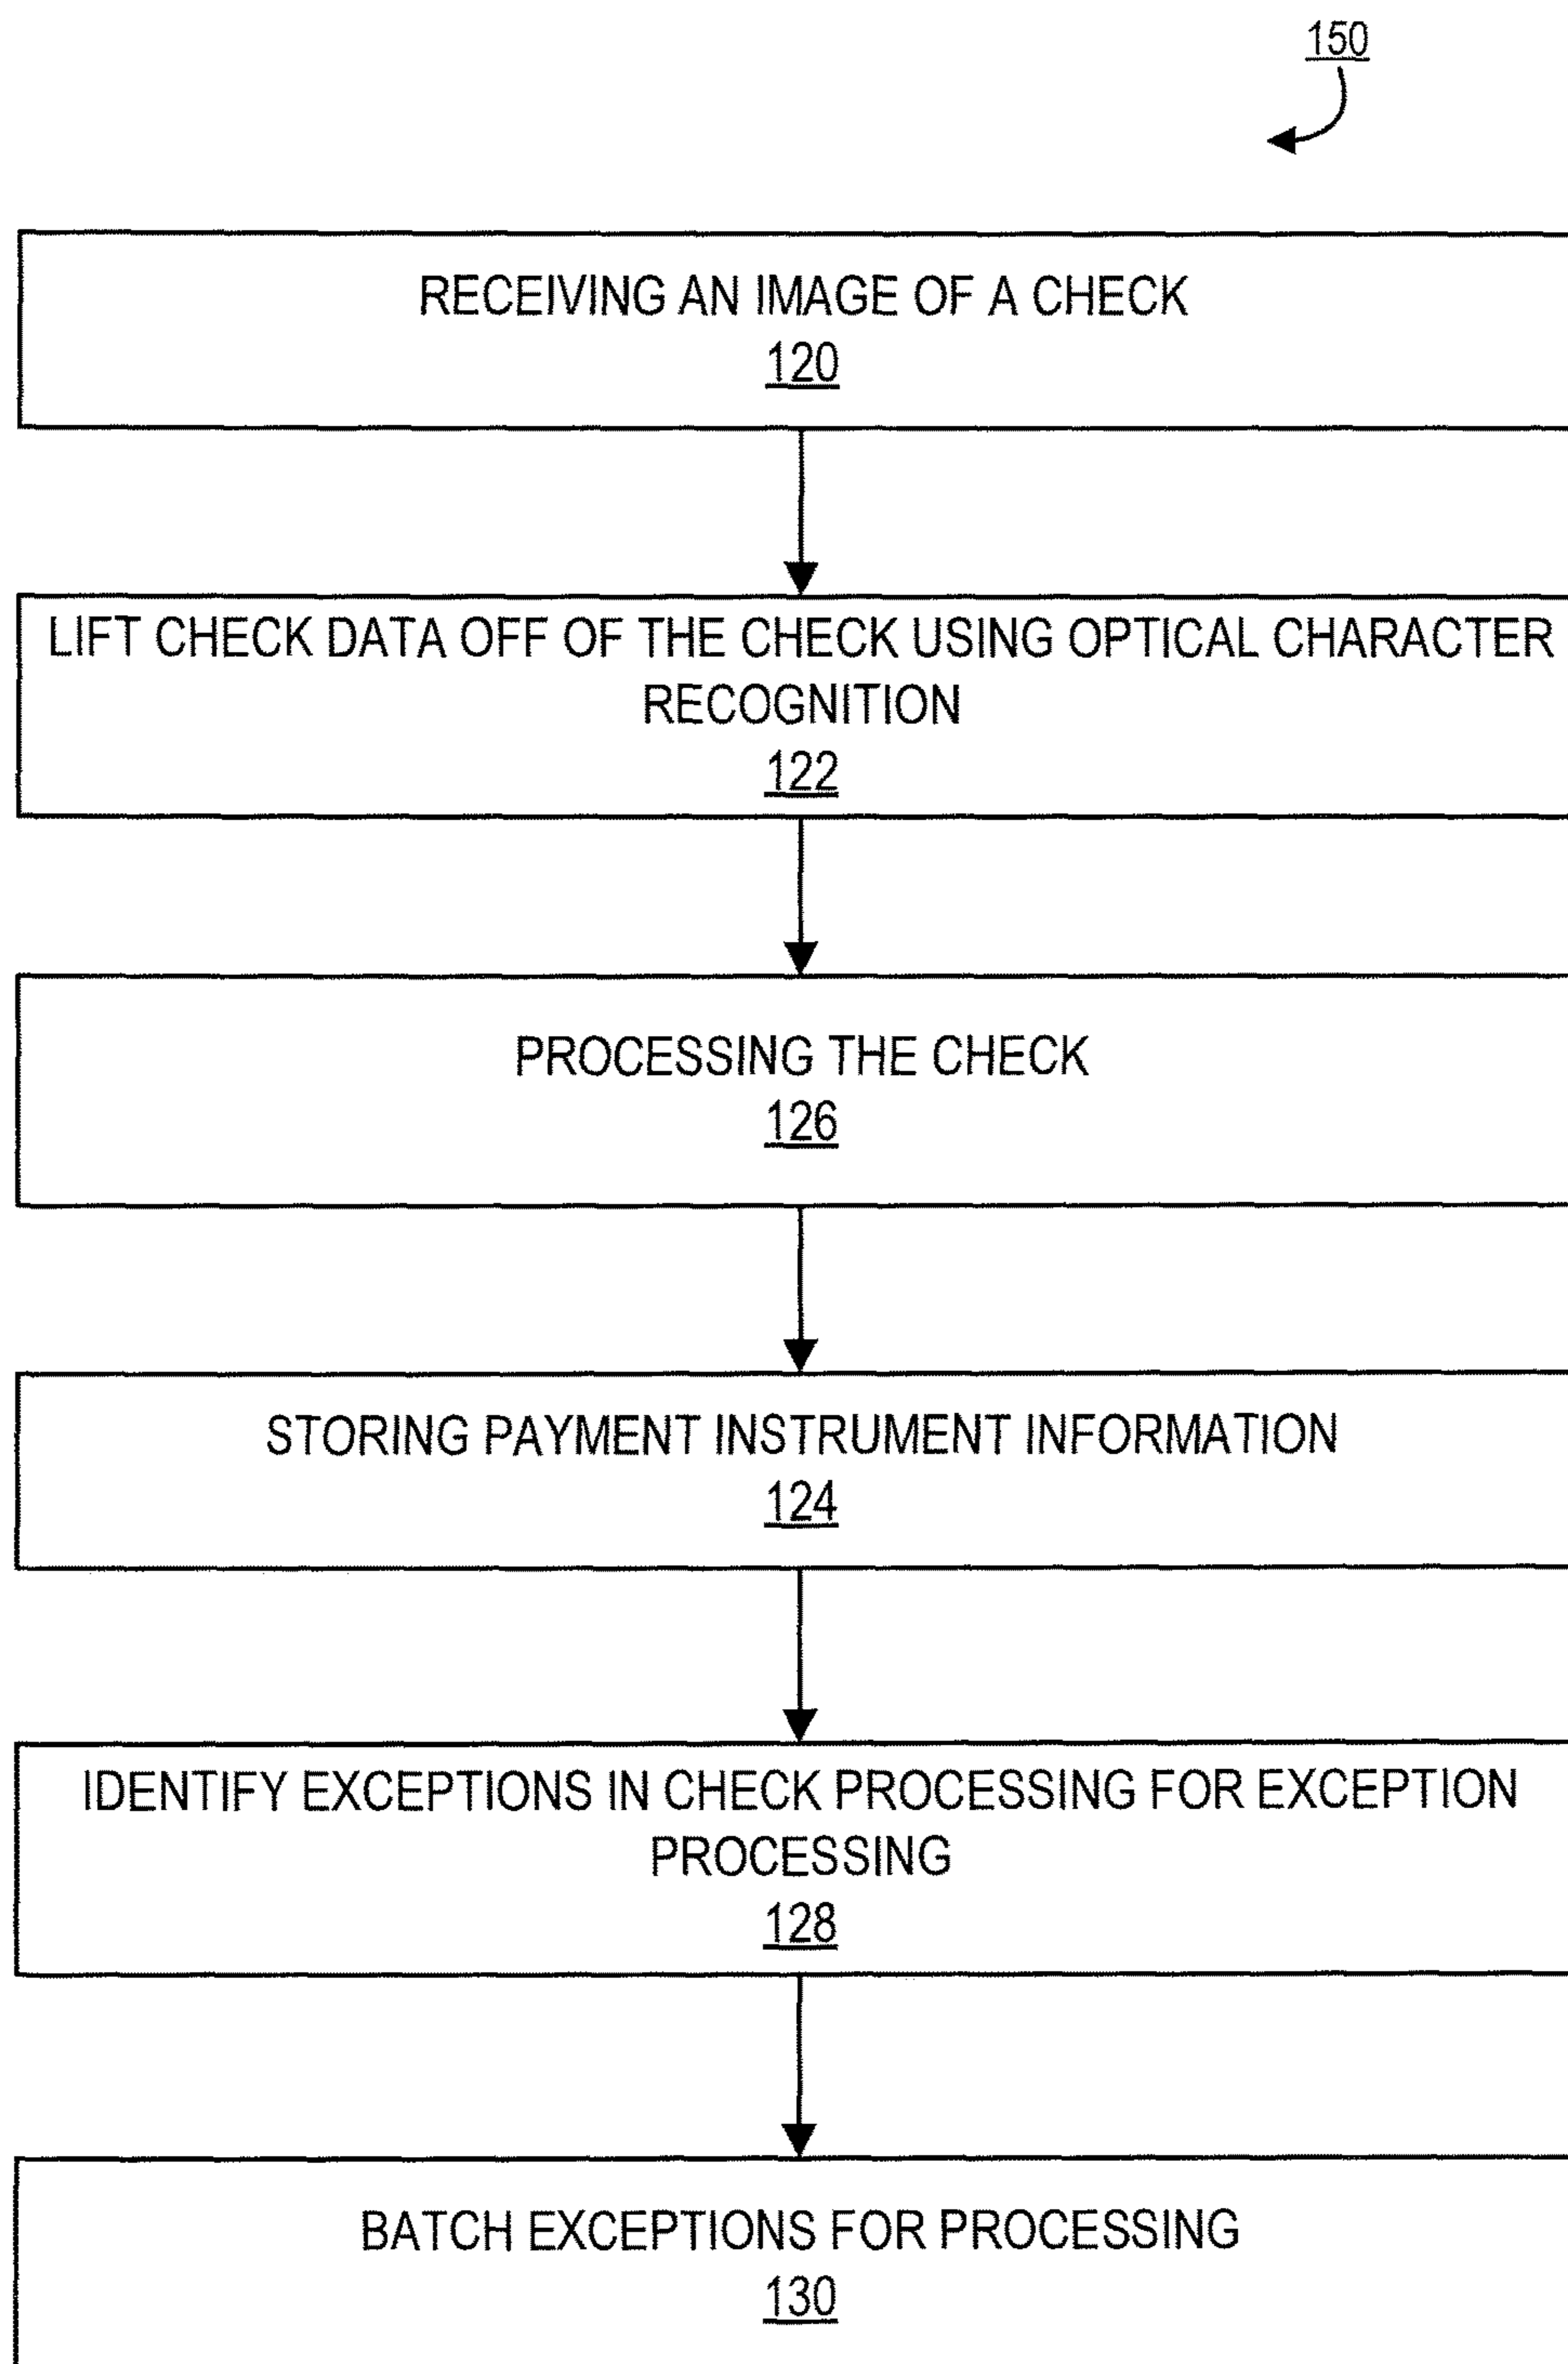 150
RECEIVING AN IMAGE OF A CHECK
120
LIFT CHECK DATA OFF OF THE CHECK USING OPTICAL CHARACTER
RECOGNITION
122
PROCESSING THE CHECK
126
STORING PAYMENT INSTRUMENT INFORMATION
124
IDENTIFY EXCEPTIONS IN CHECK PROCESSING FOR EXCEPTION
PROCESSING
128
BATCH EXCEPTIONS FOR PROCESSING
130